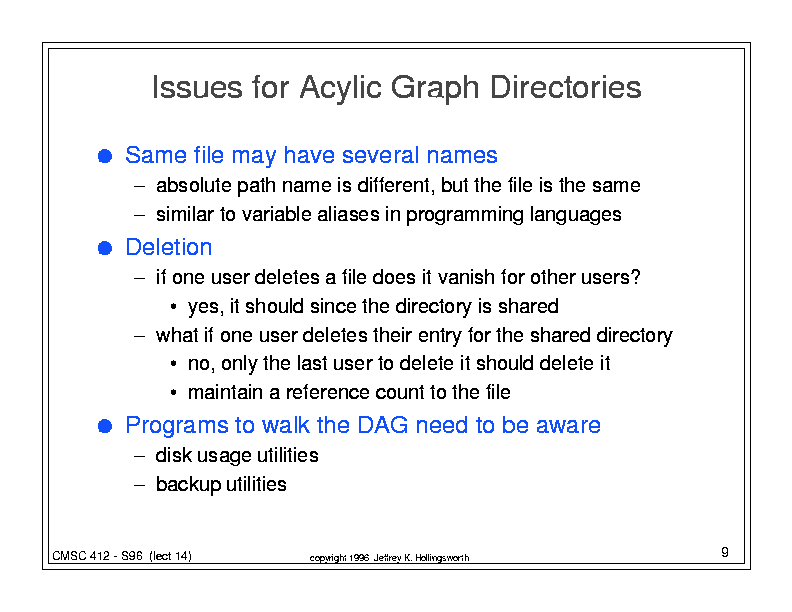 Issues for Acylic Graph Directories
● Same file may have several names
– absolute path name is different, but the file is the same
– similar to variable aliases in programming languages
● Deletion
– if one user deletes a file does it vanish for other users?
• yes, it should since the directory is shared
– what if one user deletes their entry for the shared directory
• no, only the last user to delete it should delete it
• maintain a reference count to the file
● Programs to walk the DAG need to be aware
– disk usage utilities
– backup utilities
CMSC 412 - S96 (lect 14)
copyright 1996 Jeffrey K. Hollingsworth
9